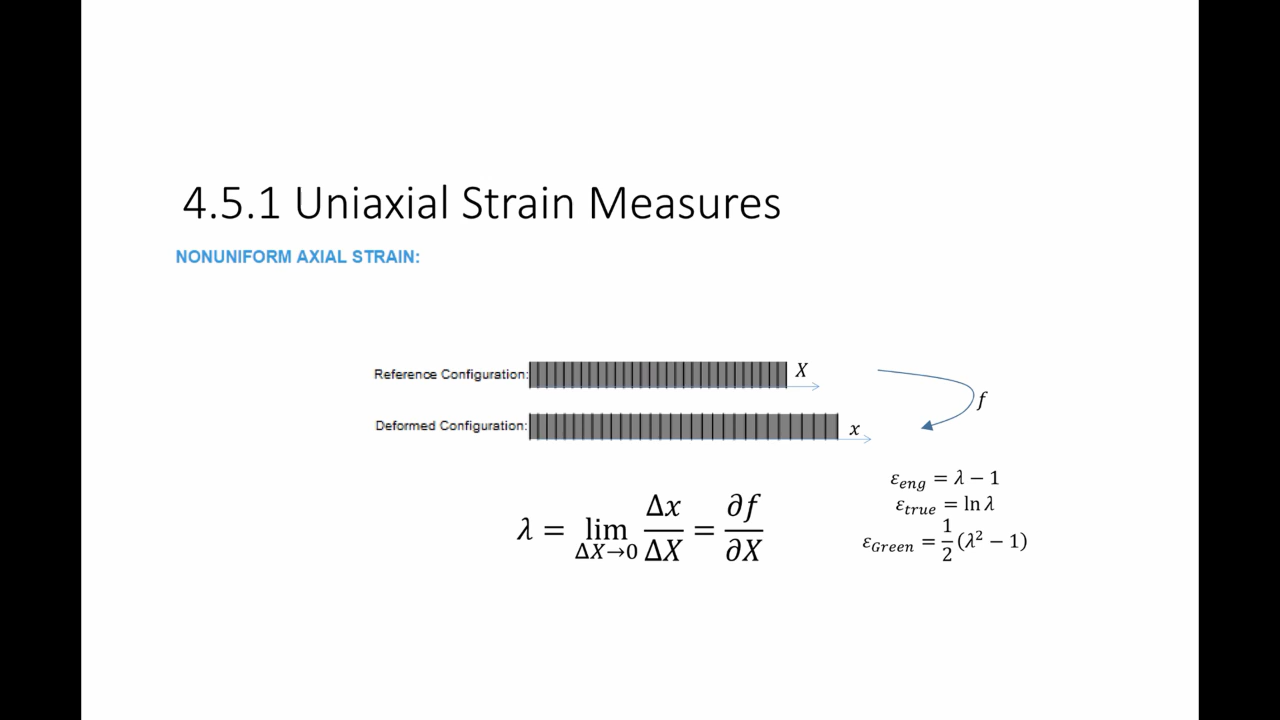 4.5.1 Uniaxial Strain Measures
NONUNIFORM AXIAL STRAIN:
Reference Configuration: X
f
Deformed Configuration: x
ε_eng = λ − 1
ε_true = ln λ
ε_Green = 1/2 (λ² − 1)
λ = lim_{ΔX→0} Δx/ΔX = ∂f/∂X